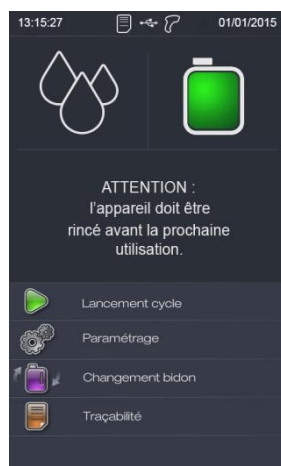 13:15:27 01/01/2015
ATTENTION :
l'appareil doit être
rincé avant la prochaine
utilisation.
Lancement cycle
Paramétrage
Changement bidon
Traçabilité